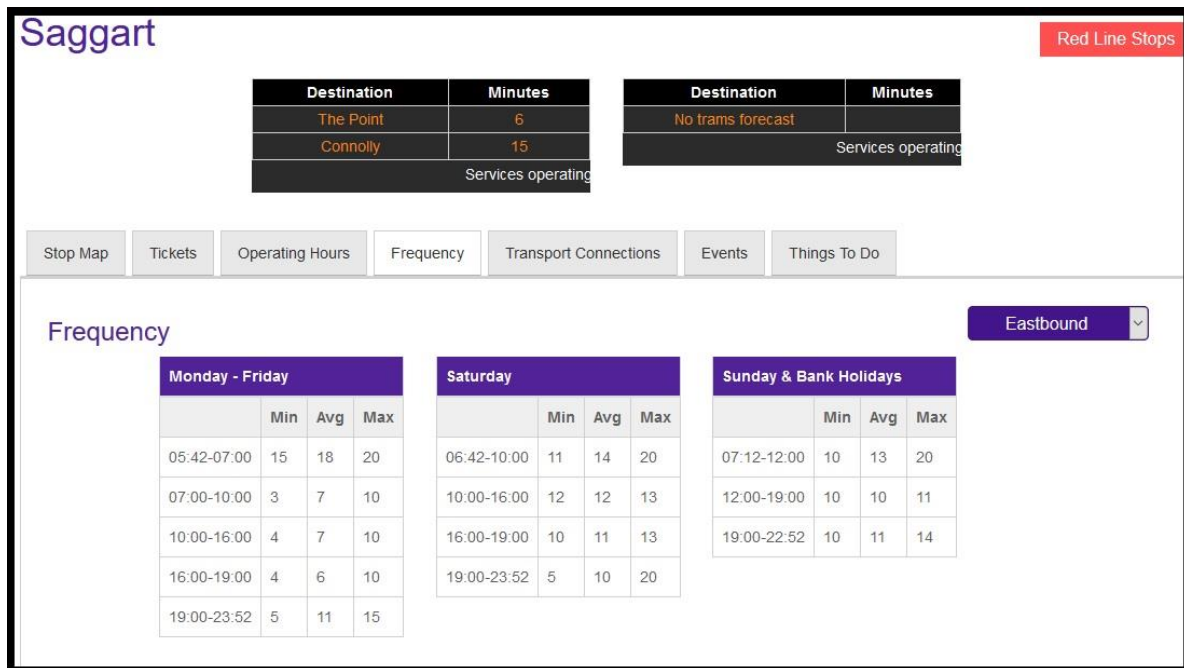 Saggart
Red Line Stops
Destination Minutes
The Point 6
Connolly 15
Services operating
Destination Minutes
No trams forecast
Services operating
Stop Map Tickets Operating Hours Frequency Transport Connections Events Things To Do
Frequency
Eastbound
Monday - Friday
Min Avg Max
05:42-07:00 15 18 20
07:00-10:00 3 7 10
10:00-16:00 4 7 10
16:00-19:00 4 6 10
19:00-23:52 5 11 15
Saturday
Min Avg Max
06:42-10:00 11 14 20
10:00-16:00 12 12 13
16:00-19:00 10 11 13
19:00-23:52 5 10 20
Sunday & Bank Holidays
Min Avg Max
07:12-12:00 10 13 20
12:00-19:00 10 10 11
19:00-22:52 10 11 14